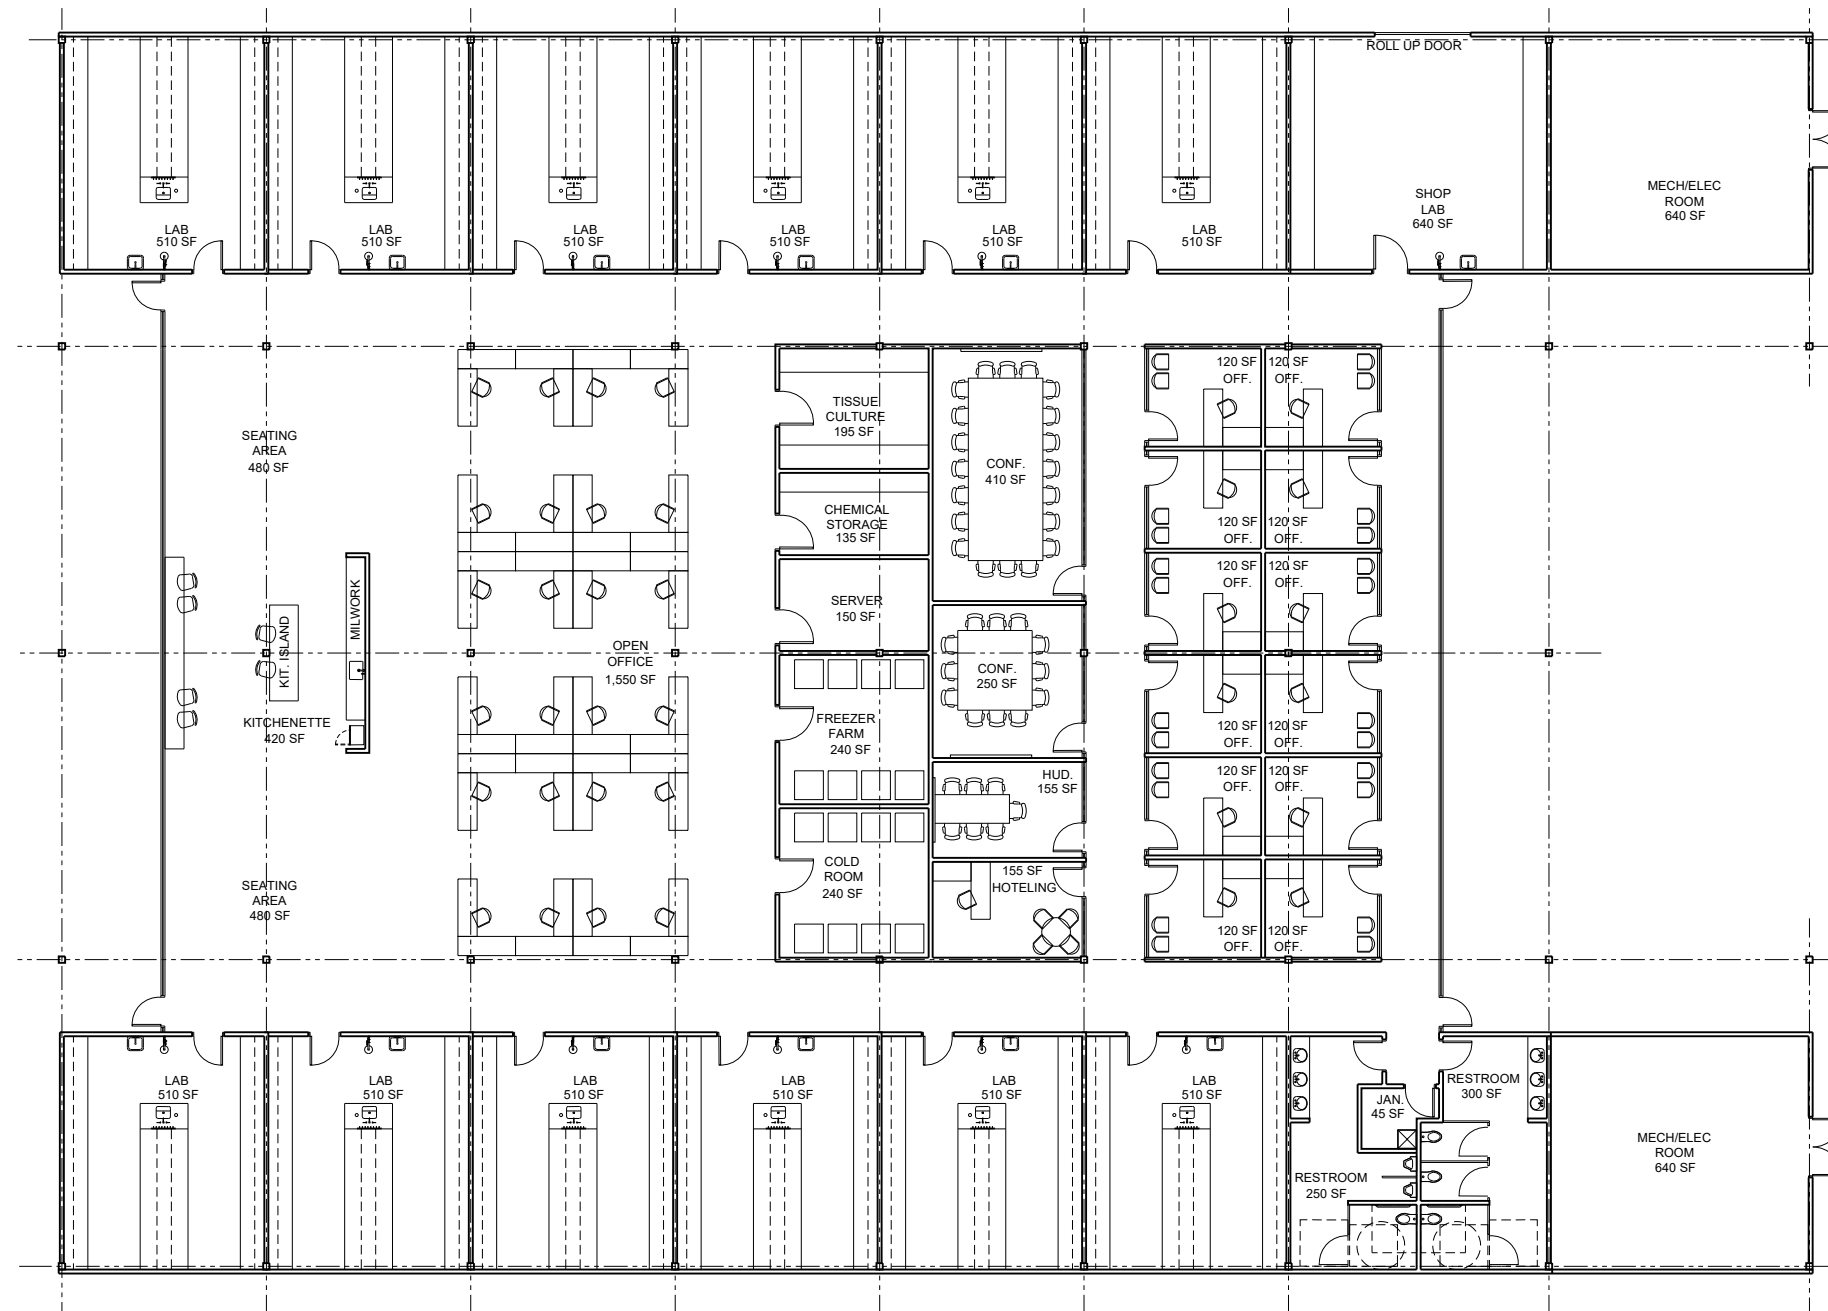 ROLL UP DOOR
LAB
510 SF
LAB
510 SF
LAB
510 SF
LAB
510 SF
LAB
510 SF
LAB
510 SF
SHOP
LAB
640 SF
MECH/ELEC
ROOM
640 SF
SEATING
AREA
480 SF
TISSUE
CULTURE
195 SF
CHEMICAL
STORAGE
135 SF
SERVER
150 SF
CONF.
410 SF
120 SF
OFF.
120 SF
OFF.
120 SF
OFF.
120 SF
OFF.
120 SF
OFF.
120 SF
OFF.
MILWORK
KIT. ISLAND
KITCHENETTE
420 SF
OPEN
OFFICE
1,550 SF
FREEZER
FARM
240 SF
CONF.
250 SF
HUD.
155 SF
120 SF
OFF.
120 SF
OFF.
120 SF
OFF.
120 SF
OFF.
SEATING
AREA
480 SF
COLD
ROOM
240 SF
155 SF
HOTELING
120 SF
OFF.
120 SF
OFF.
LAB
510 SF
LAB
510 SF
LAB
510 SF
LAB
510 SF
LAB
510 SF
LAB
510 SF
JAN.
45 SF
RESTROOM
300 SF
RESTROOM
250 SF
MECH/ELEC
ROOM
640 SF